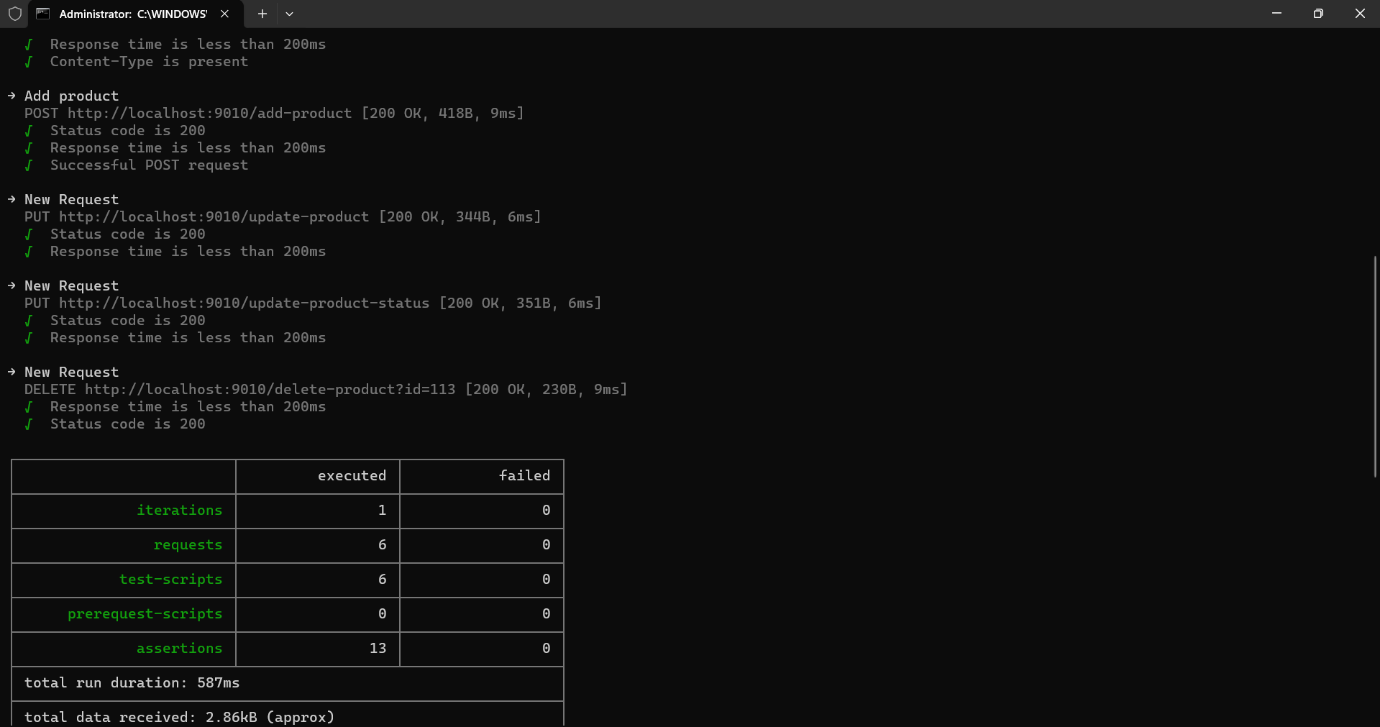 Administrator: C:\WINDOWS'
√ Response time is less than 200ms
√ Content-Type is present
→ Add product
POST http://localhost:9010/add-product [200 OK, 418B, 9ms]
√ Status code is 200
√ Response time is less than 200ms
√ Successful POST request
→ New Request
PUT http://localhost:9010/update-product [200 OK, 344B, 6ms]
√ Status code is 200
√ Response time is less than 200ms
→ New Request
PUT http://localhost:9010/update-product-status [200 OK, 351B, 6ms]
√ Status code is 200
√ Response time is less than 200ms
→ New Request
DELETE http://localhost:9010/delete-product?id=113 [200 OK, 230B, 9ms]
√ Response time is less than 200ms
√ Status code is 200
executed failed
iterations 1 0
requests 6 0
test-scripts 6 0
prerequest-scripts 0 0
assertions 13 0
total run duration: 587ms
total data received: 2.86kB (approx)